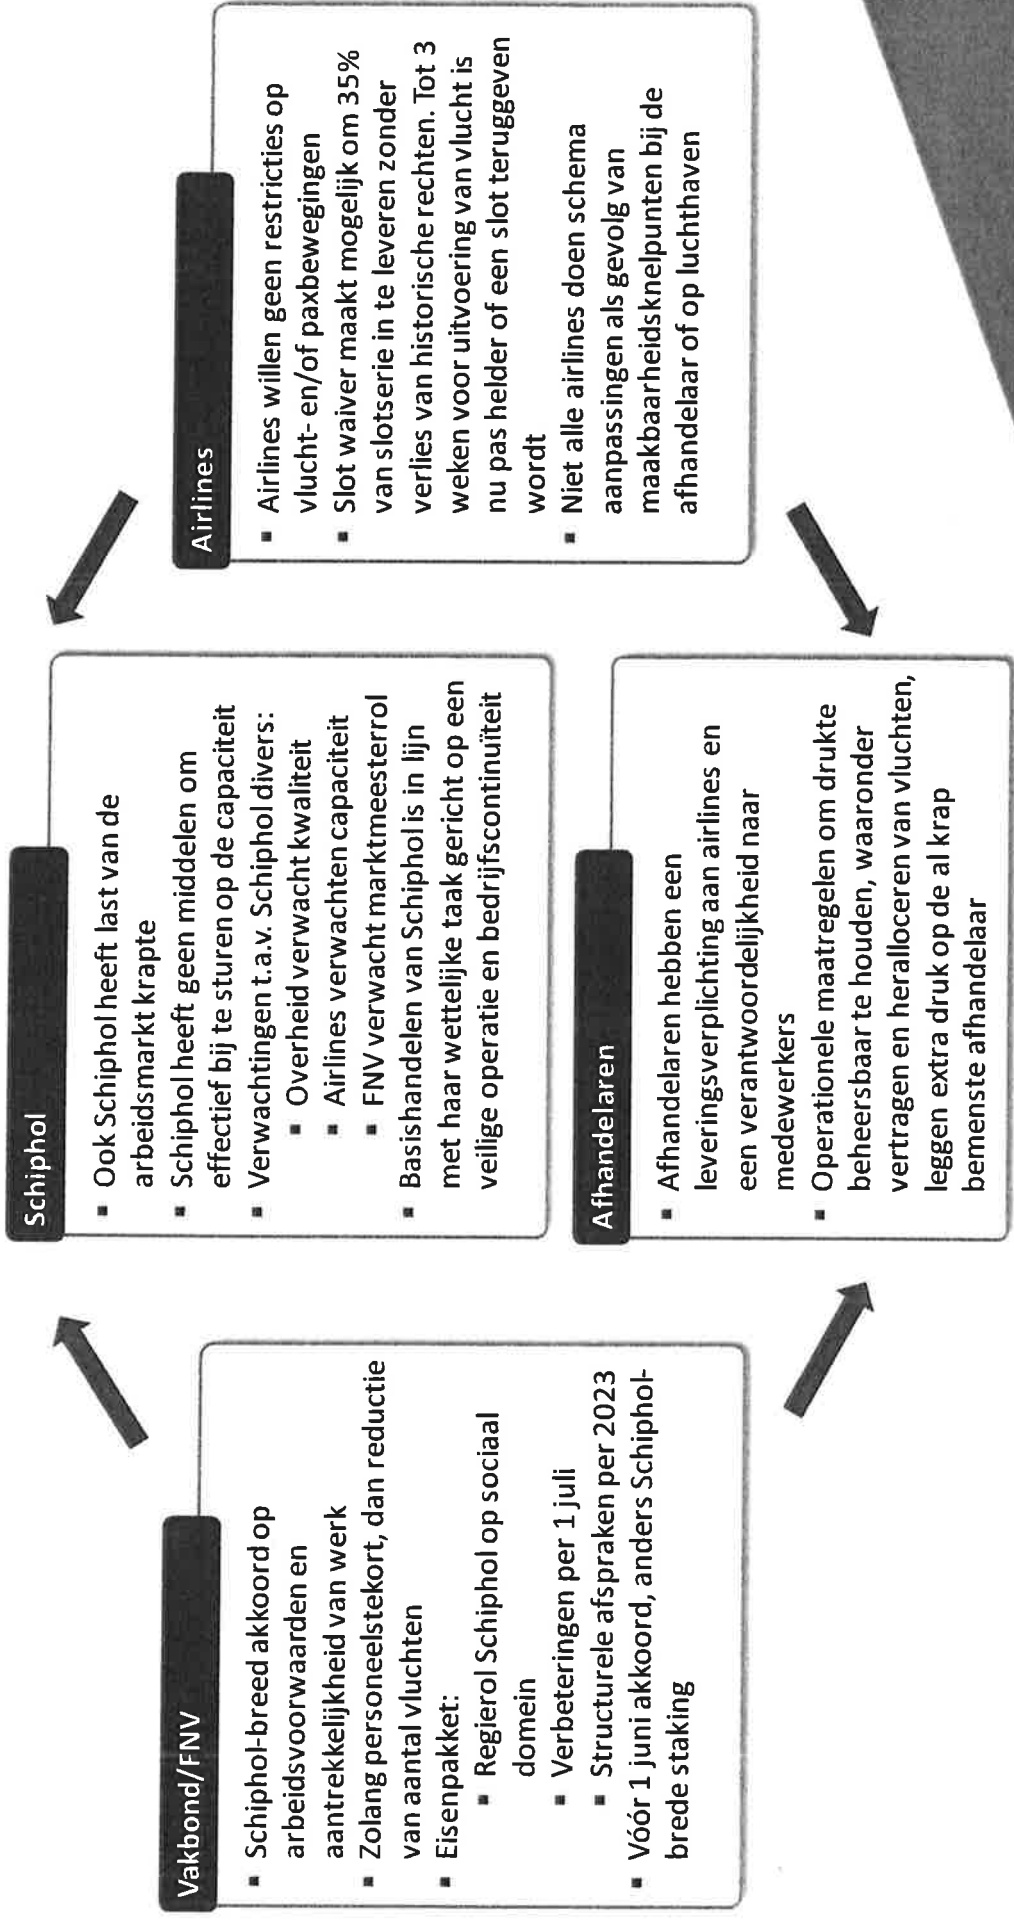 Vakbond/FNV
▪ Schiphol-breed akkoord op
arbeidsvoorwaarden en
aantrekkelijkheid van werk
▪ Zolang personeelstekort, dan reductie
van aantal vluchten
▪ Eisenpakket:
▪ Regierol Schiphol op sociaal
domein
▪ Verbeteringen per 1 juli
▪ Structurele afspraken per 2023
▪ Vóór 1 juni akkoord, anders Schiphol-
brede staking
Schiphol
▪ Ook Schiphol heeft last van de
arbeidsmarkt krapte
▪ Schiphol heeft geen middelen om
effectief bij te sturen op de capaciteit
▪ Verwachtingen t.a.v. Schiphol divers:
▪ Overheid verwacht kwaliteit
▪ Airlines verwachten capaciteit
▪ FNV verwacht marktmeesterrol
▪ Basishandelen van Schiphol is in lijn
met haar wettelijke taak gericht op een
veilige operatie en bedrijfscontinuïteit
Afhandelaren
▪ Afhandelaren hebben een
leveringsverplichting aan airlines en
een verantwoordelijkheid naar
medewerkers
▪ Operationele maatregelen om drukte
beheersbaar te houden, waaronder
vertragen en heralloceren van vluchten,
leggen extra druk op de al krap
bemenste afhandelaar
Airlines
▪ Airlines willen geen restricties op
vlucht- en/of paxbewegingen
▪ Slot waiver maakt mogelijk om 35%
van slotserie in te leveren zonder
verlies van historische rechten. Tot 3
weken voor uitvoering van vlucht is
nu pas helder of een slot teruggeven
wordt
▪ Niet alle airlines doen schema
aanpassingen als gevolg van
maakbaarheidsknelpunten bij de
afhandelaar of op luchthaven